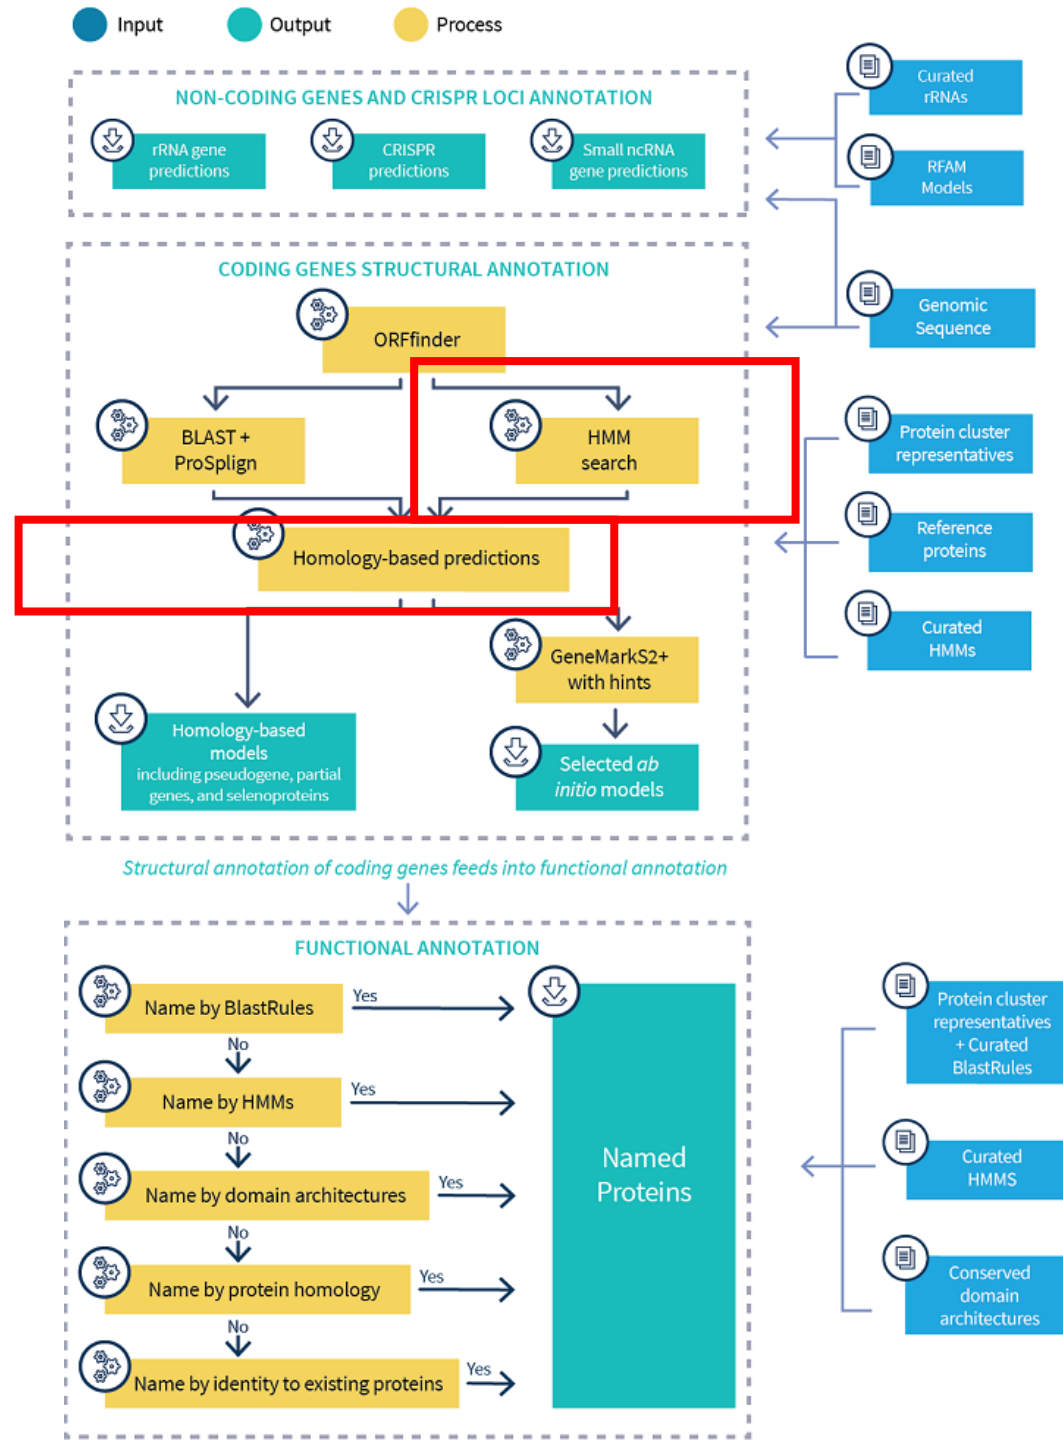 Input
Output
Process
NON-CODING GENES AND CRISPR LOCI ANNOTATION
rRNA gene
predictions
CRISPR
predictions
Small ncRNA
gene predictions
Curated
rRNAs
RFAM
Models
Genomic
Sequence
CODING GENES STRUCTURAL ANNOTATION
ORFfinder
BLAST +
ProSplign
HMM
search
Homology-based predictions
GeneMarkS2+
with hints
Homology-based
models
including pseudogene, partial
genes, and selenoproteins
Selected ab
initio models
Protein cluster
representatives
Reference
proteins
Curated
HMMs
Structural annotation of coding genes feeds into functional annotation
FUNCTIONAL ANNOTATION
Name by BlastRules
Yes
No
Name by HMMs
Yes
No
Name by domain architectures
Yes
No
Name by protein homology
Yes
No
Name by identity to existing proteins
Yes
Named
Proteins
Protein cluster
representatives
+ Curated
BlastRules
Curated
HMMS
Conserved
domain
architectures